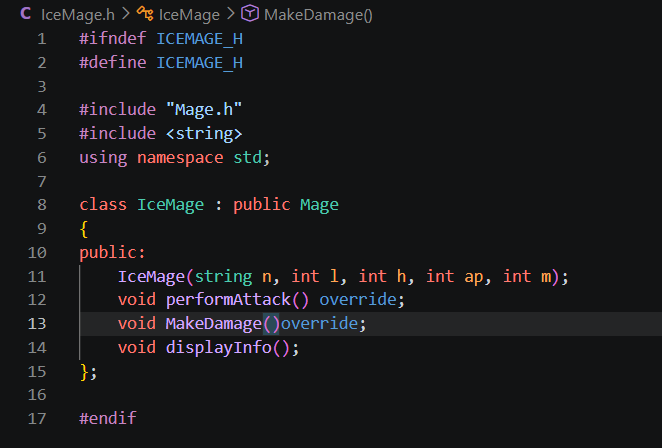 C IceMage.h > IceMage > MakeDamage()
1 #ifndef ICEMAGE_H
2 #define ICEMAGE_H
3
4 #include "Mage.h"
5 #include <string>
6 using namespace std;
7
8 class IceMage : public Mage
9 {
10 public:
11     IceMage(string n, int l, int h, int ap, int m);
12     void performAttack() override;
13     void MakeDamage()override;
14     void displayInfo();
15 };
16
17 #endif